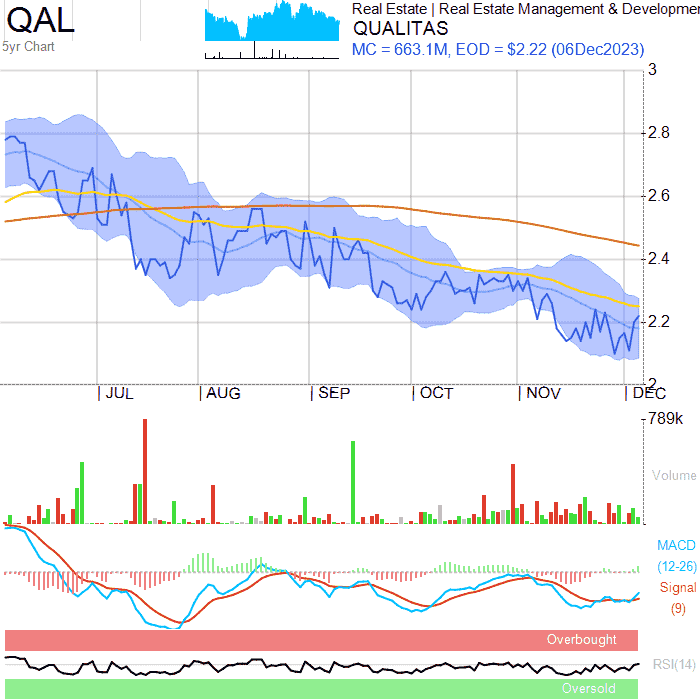 QAL
5yr Chart
Real Estate | Real Estate Management & Developmen
QUALITAS
MC = 663.1M, EOD = $2.22 (06Dec2023)
3
2.8
2.6
2.4
2.2
2
JUL
AUG
SEP
OCT
NOV
DEC
789k
Volume
MACD
(12-26)
Signal
(9)
Overbought
RSI(14)
Oversold